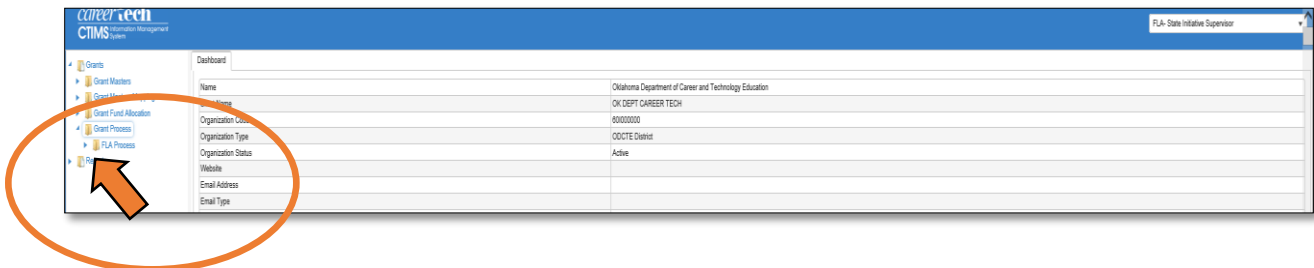 career tech
CTIMS Information Management System
FLA- State Initiative Supervisor
Grants
Grant Masters
Grant Fund Allocation
Grant Process
FLA Process
Dashboard
Name Oklahoma Department of Career and Technology Education
Name OK DEPT CAREER TECH
Organization 60I000000
Organization Type ODCTE District
Organization Status Active
Website
Email Address
Email Type